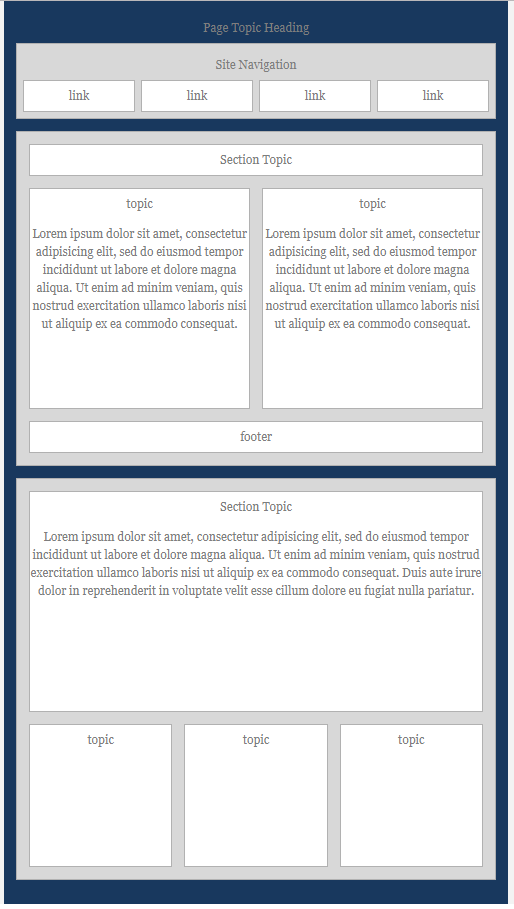 Page Topic Heading
Site Navigation
link
link
link
link
Section Topic
topic
Lorem ipsum dolor sit amet, consectetur
adipisicing elit, sed do eiusmod tempor
incididunt ut labore et dolore magna
aliqua. Ut enim ad minim veniam, quis
nostrud exercitation ullamco laboris nisi
ut aliquip ex ea commodo consequat.
topic
Lorem ipsum dolor sit amet, consectetur
adipisicing elit, sed do eiusmod tempor
incididunt ut labore et dolore magna
aliqua. Ut enim ad minim veniam, quis
nostrud exercitation ullamco laboris nisi
ut aliquip ex ea commodo consequat.
footer
Section Topic
Lorem ipsum dolor sit amet, consectetur adipisicing elit, sed do eiusmod tempor
incididunt ut labore et dolore magna aliqua. Ut enim ad minim veniam, quis nostrud
exercitation ullamco laboris nisi ut aliquip ex ea commodo consequat. Duis aute irure
dolor in reprehenderit in voluptate velit esse cillum dolore eu fugiat nulla pariatur.
topic
topic
topic